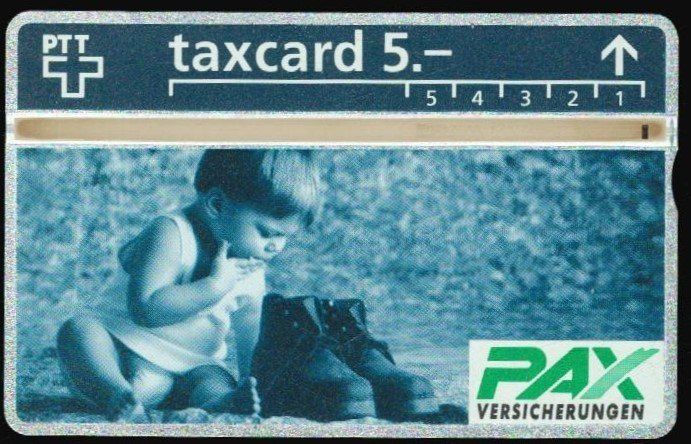 PTT
taxcard 5.–
5 4 3 2 1
PAX
VERSICHERUNGEN